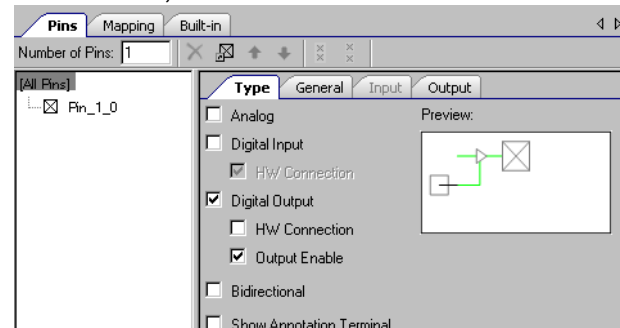 Pins Mapping Built-in
Number of Pins: 1
[All Pins]
Pin_1_0
Type General Input Output
Analog
Preview:
Digital Input
HW Connection
Digital Output
HW Connection
Output Enable
Bidirectional
Show Annotation Terminal